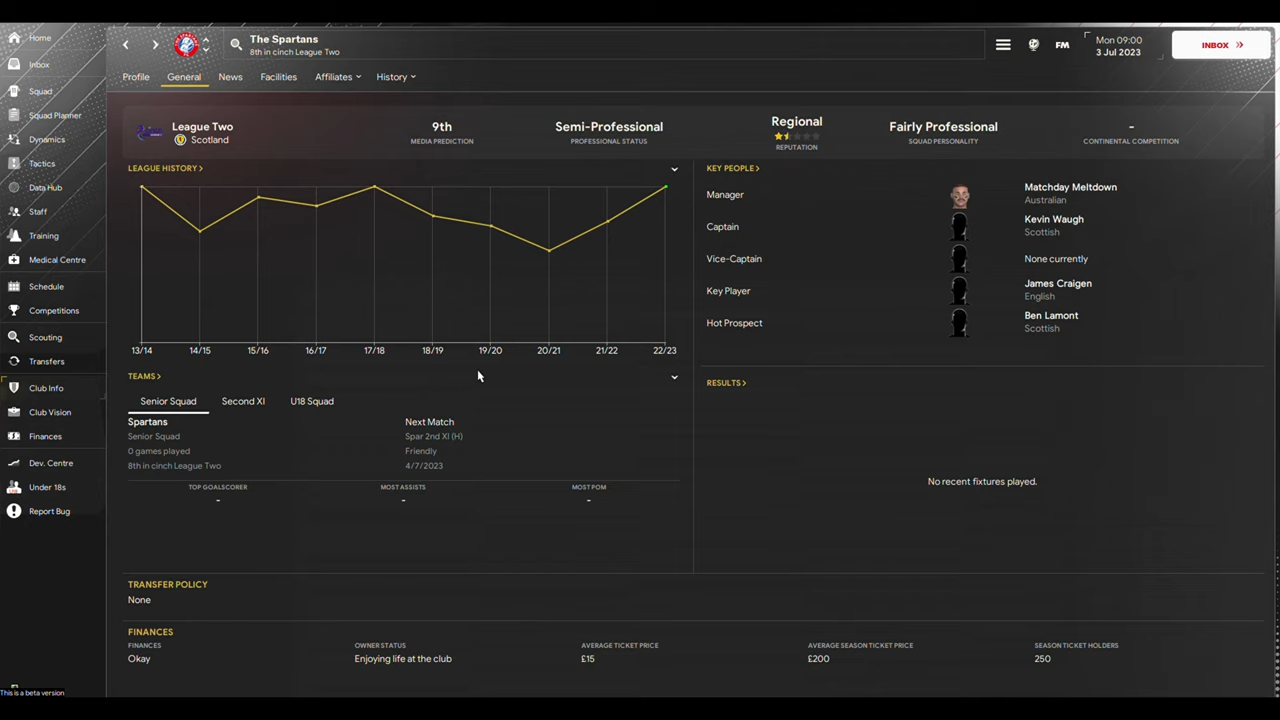 Home
Inbox
Squad
Squad Planner
Dynamics
Tactics
Data Hub
Staff
Training
Medical Centre
Schedule
Competitions
Scouting
Transfers
Club Info
Club Vision
Finances
Dev. Centre
Under 18s
Report Bug
This is a beta version
The Spartans
8th in cinch League Two
FM
Mon 09:00
3 Jul 2023
INBOX
Profile General News Facilities Affiliates History
League Two
Scotland
9th
MEDIA PREDICTION
Semi-Professional
PROFESSIONAL STATUS
Regional
REPUTATION
Fairly Professional
SQUAD PERSONALITY
-
CONTINENTAL COMPETITION
LEAGUE HISTORY >
13/14 14/15 15/16 16/17 17/18 18/19 19/20 20/21 21/22 22/23
TEAMS >
Senior Squad Second XI U18 Squad
Spartans
Senior Squad
0 games played
8th in cinch League Two
Next Match
Spar 2nd XI (H)
Friendly
4/7/2023
TOP GOALSCORER MOST ASSISTS MOST POM
- - -
KEY PEOPLE >
Manager
Matchday Meltdown
Australian
Captain
Kevin Waugh
Scottish
Vice-Captain
None currently
Key Player
James Craigen
English
Hot Prospect
Ben Lamont
Scottish
RESULTS >
No recent fixtures played.
TRANSFER POLICY
None
FINANCES
FINANCES OWNER STATUS AVERAGE TICKET PRICE AVERAGE SEASON TICKET PRICE SEASON TICKET HOLDERS
Okay Enjoying life at the club £15 £200 250